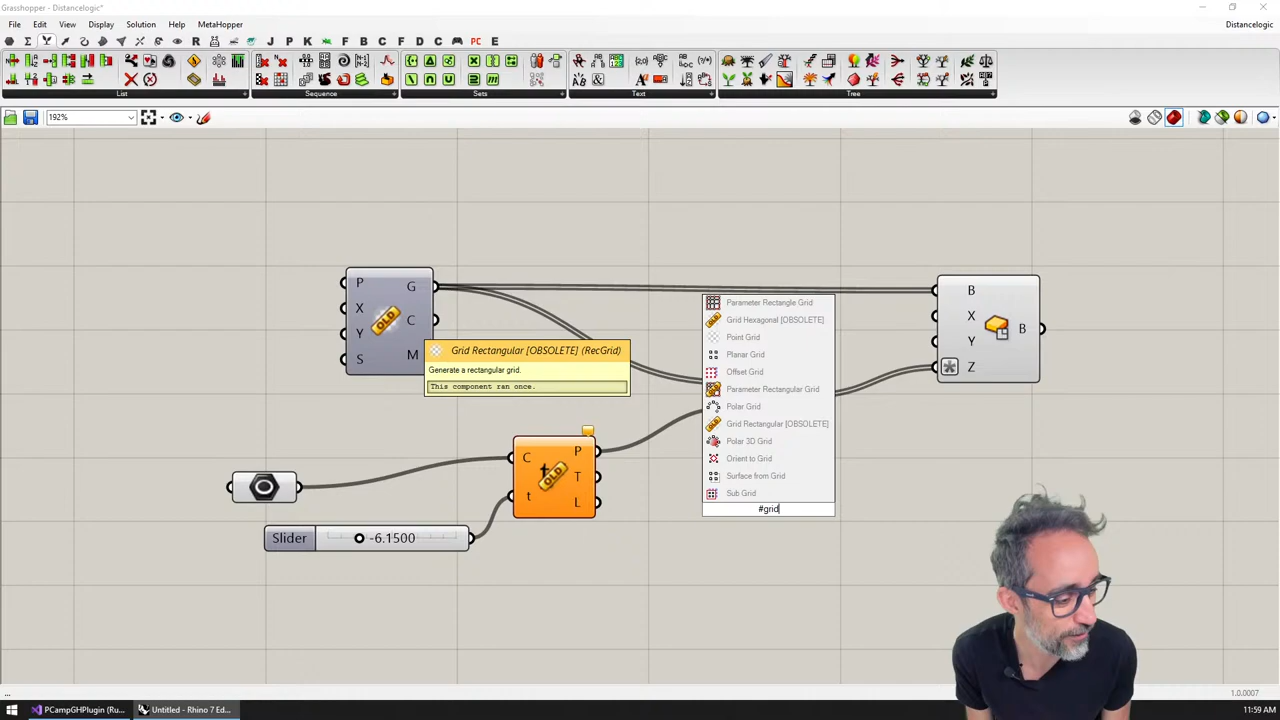 Grasshopper - Distancelogic*
File Edit View Display Solution Help MetaHopper
Distancelogic*
R J P K F B C F D C PC E
List Sequence Sets Text Tree
192%
P G
X C
Y
S M
OLD
Grid Rectangular [OBSOLETE] (RecGrid)
Generate a rectangular grid.
This component ran once.
Parameter Rectangle Grid
Grid Hexagonal [OBSOLETE]
Point Grid
Planar Grid
Offset Grid
Parameter Rectangular Grid
Polar Grid
Grid Rectangular [OBSOLETE]
Polar 3D Grid
Orient to Grid
Surface from Grid
Sub Grid
#grid
B
X
Y B
Z
C P
T
t L
OLD
Slider -6.1500
...
1.0.0007
PCampGHPlugin (Ru...
Untitled - Rhino 7 Ed...
11:59 AM